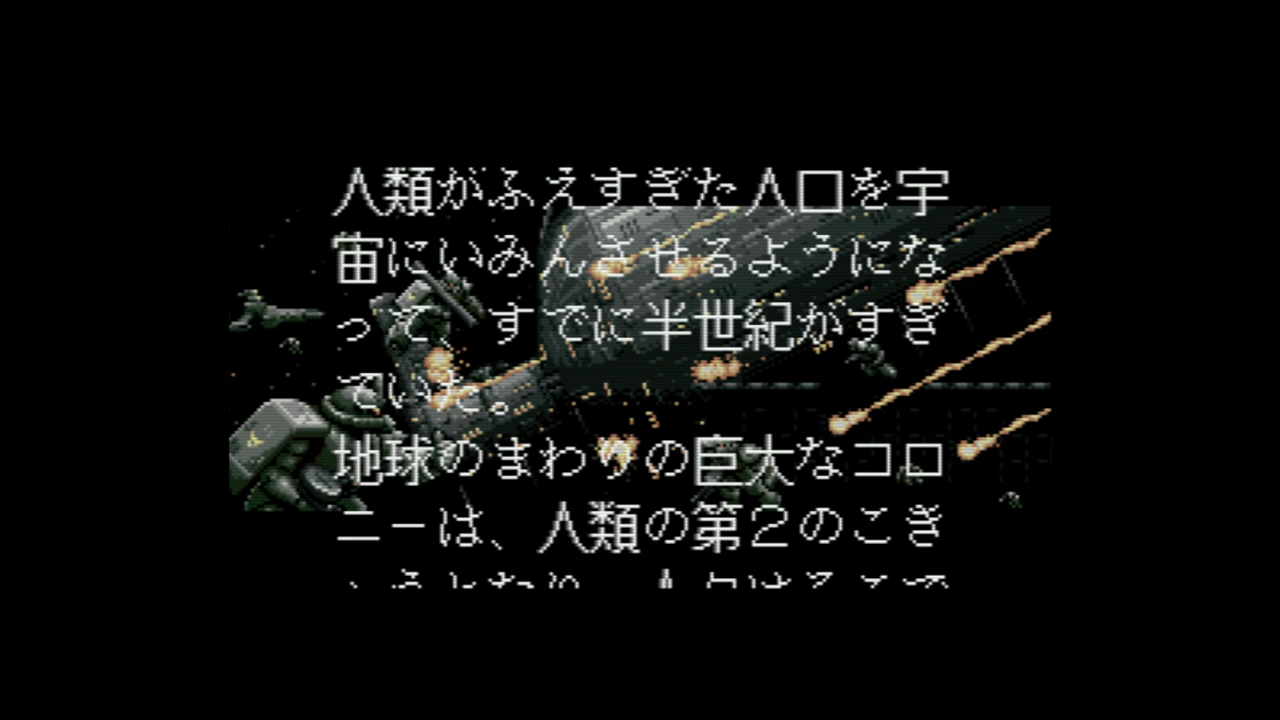 人類がふえすぎた人口を宇
宙にいみんさせるようにな
って、すでに半世紀がすぎ
ていた。
地球のまわりの巨大なコロ
ニーは、人類の第２のこき